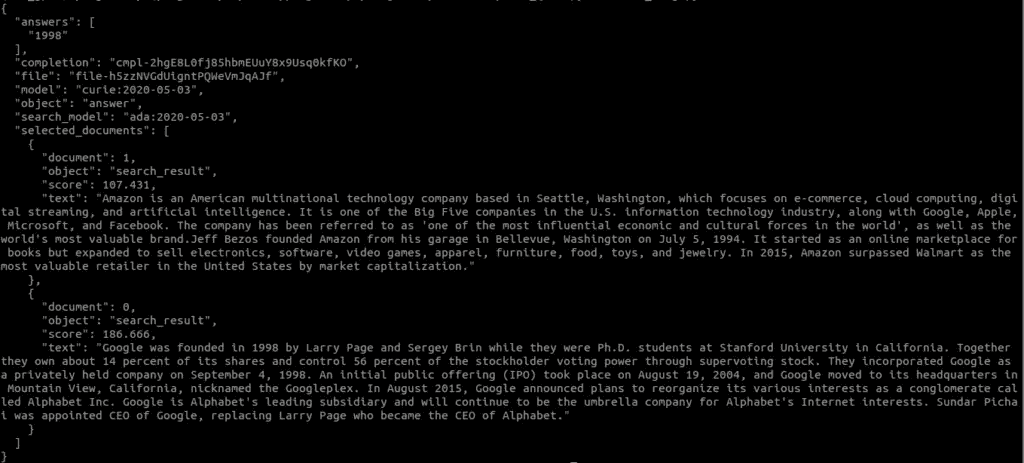 {
"answers": [
"1998"
],
"completion": "cmpl-2hgE8L0fj85hbmEUuY8x9Usq0kfKO",
"file": "file-h5zzNVGdUigntPQWeVmJqAJf",
"model": "curie:2020-05-03",
"object": "answer",
"search_model": "ada:2020-05-03",
"selected_documents": [
{
"document": 1,
"object": "search_result",
"score": 107.431,
"text": "Amazon is an American multinational technology company based in Seattle, Washington, which focuses on e-commerce, cloud computing, digi
tal streaming, and artificial intelligence. It is one of the Big Five companies in the U.S. information technology industry, along with Google, Apple,
Microsoft, and Facebook. The company has been referred to as 'one of the most influential economic and cultural forces in the world', as well as the
world's most valuable brand.Jeff Bezos founded Amazon from his garage in Bellevue, Washington on July 5, 1994. It started as an online marketplace for
books but expanded to sell electronics, software, video games, apparel, furniture, food, toys, and jewelry. In 2015, Amazon surpassed Walmart as the
most valuable retailer in the United States by market capitalization."
},
{
"document": 0,
"object": "search_result",
"score": 186.666,
"text": "Google was founded in 1998 by Larry Page and Sergey Brin while they were Ph.D. students at Stanford University in California. Together
they own about 14 percent of its shares and control 56 percent of the stockholder voting power through supervoting stock. They incorporated Google as
a privately held company on September 4, 1998. An initial public offering (IPO) took place on August 19, 2004, and Google moved to its headquarters in
Mountain View, California, nicknamed the Googleplex. In August 2015, Google announced plans to reorganize its various interests as a conglomerate cal
led Alphabet Inc. Google is Alphabet's leading subsidiary and will continue to be the umbrella company for Alphabet's Internet interests. Sundar Picha
i was appointed CEO of Google, replacing Larry Page who became the CEO of Alphabet."
}
]
}